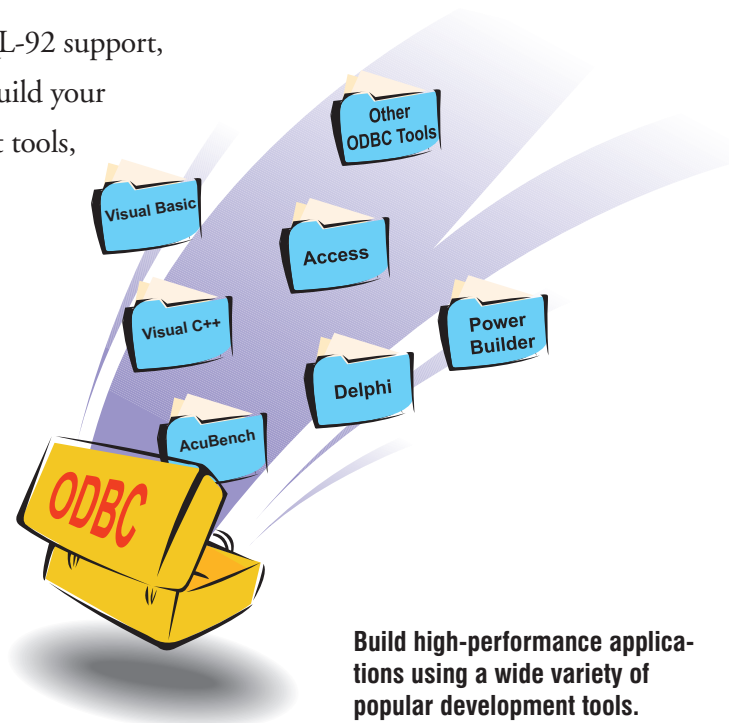 L-92 support,
uild your
t tools,
Other
ODBC Tools
Visual Basic
Access
Visual C++
Power
Builder
Delphi
AcuBench
ODBC
Build high-performance applica-
tions using a wide variety of
popular development tools.